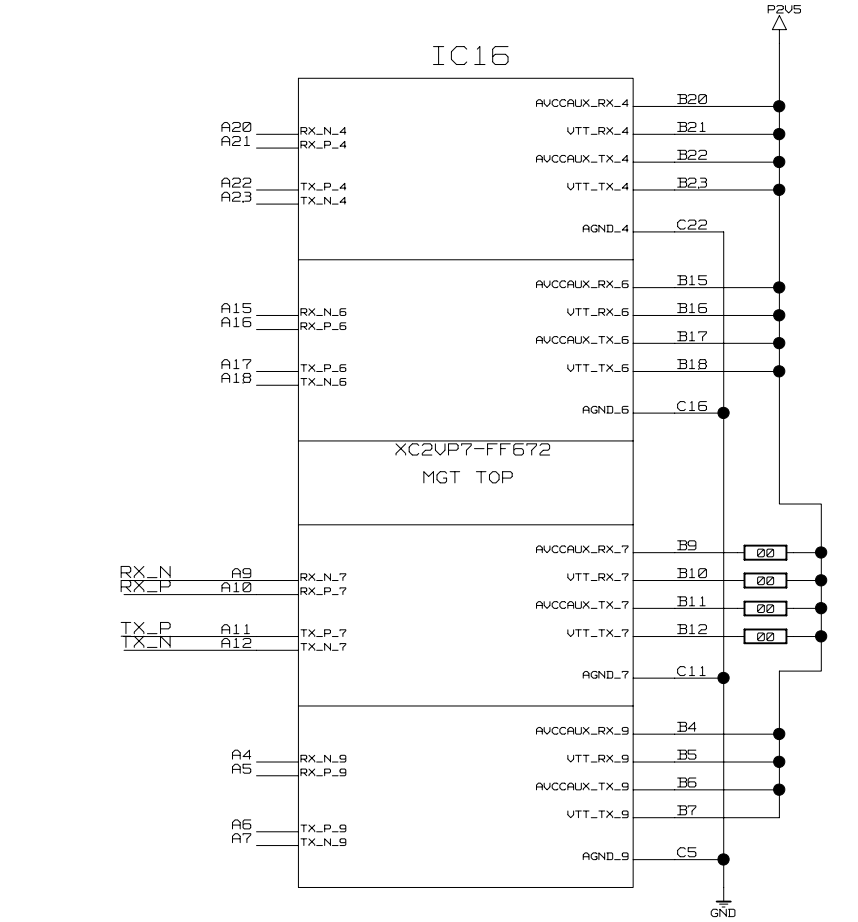 P2V5
IC16
AVCCAUX_RX_4 B20
A20 RX_N_4 VTT_RX_4 B21
A21 RX_P_4
AVCCAUX_TX_4 B22
A22 TX_P_4 VTT_TX_4 B23
A23 TX_N_4
AGND_4 C22
AVCCAUX_RX_6 B15
A15 RX_N_6 VTT_RX_6 B16
A16 RX_P_6
AVCCAUX_TX_6 B17
A17 TX_P_6 VTT_TX_6 B18
A18 TX_N_6
AGND_6 C16
XC2VP7-FF672
MGT TOP
AVCCAUX_RX_7 B9 00
RX_N A9 RX_N_7 VTT_RX_7 B10 00
RX_P A10 RX_P_7
AVCCAUX_TX_7 B11 00
TX_P A11 TX_P_7 VTT_TX_7 B12 00
TX_N A12 TX_N_7
AGND_7 C11
AVCCAUX_RX_9 B4
A4 RX_N_9 VTT_RX_9 B5
A5 RX_P_9
AVCCAUX_TX_9 B6
VTT_TX_9 B7
A6 TX_P_9
A7 TX_N_9
AGND_9 C5
GND